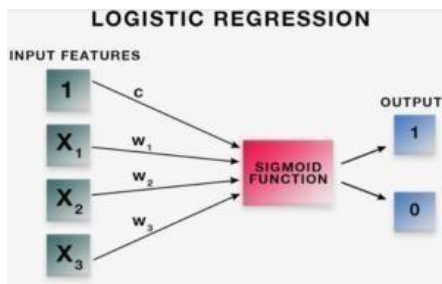 LOGISTIC REGRESSION
INPUT FEATURES
1
X1
X2
X3
c
w1
w2
w3
SIGMOID
FUNCTION
OUTPUT
1
0